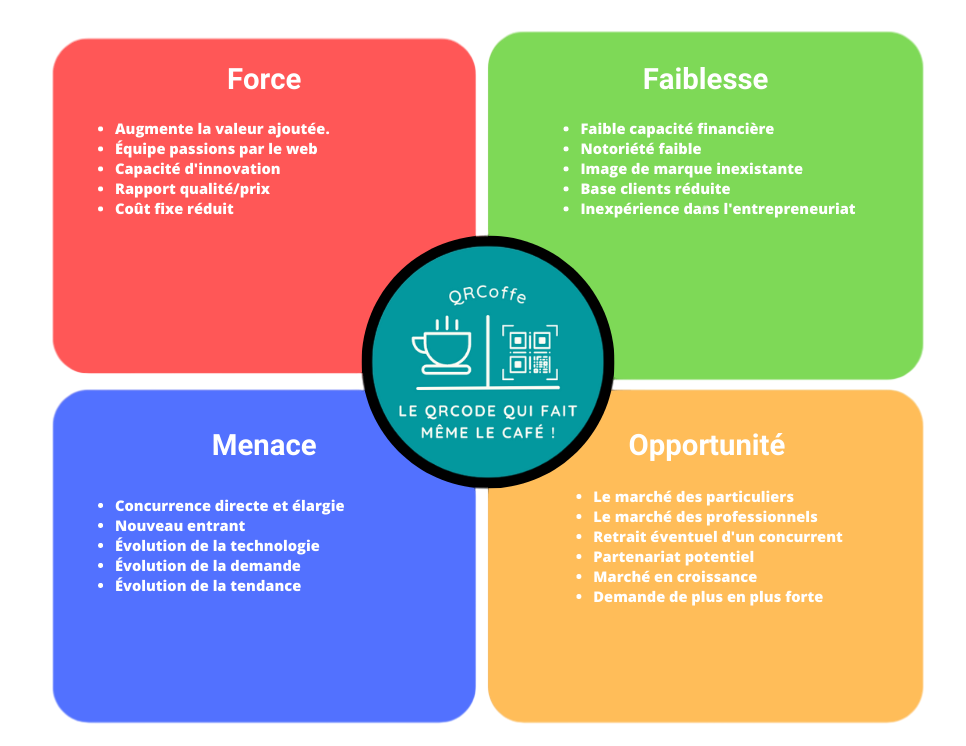 Force
Augmente la valeur ajoutée.
Équipe passions par le web
Capacité d'innovation
Rapport qualité/prix
Coût fixe réduit
Faiblesse
Faible capacité financière
Notoriété faible
Image de marque inexistante
Base clients réduite
Inexpérience dans l'entrepreneuriat
QRCoffe
LE QRCODE QUI FAIT
MÊME LE CAFÉ !
Menace
Concurrence directe et élargie
Nouveau entrant
Évolution de la technologie
Évolution de la demande
Évolution de la tendance
Opportunité
Le marché des particuliers
Le marché des professionnels
Retrait éventuel d'un concurrent
Partenariat potentiel
Marché en croissance
Demande de plus en plus forte